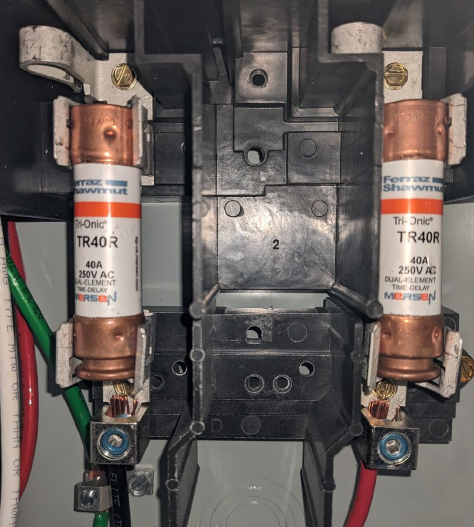 Ferraz
Shawmut
Tri-Onic®
TR40R
40A
250V AC
DUAL-ELEMENT
TIME-DELAY
MERSEN
2
Ferraz
Shawmut
Tri-Onic®
TR40R
40A
250V AC
DUAL-ELEMENT
TIME-DELAY
MERSEN